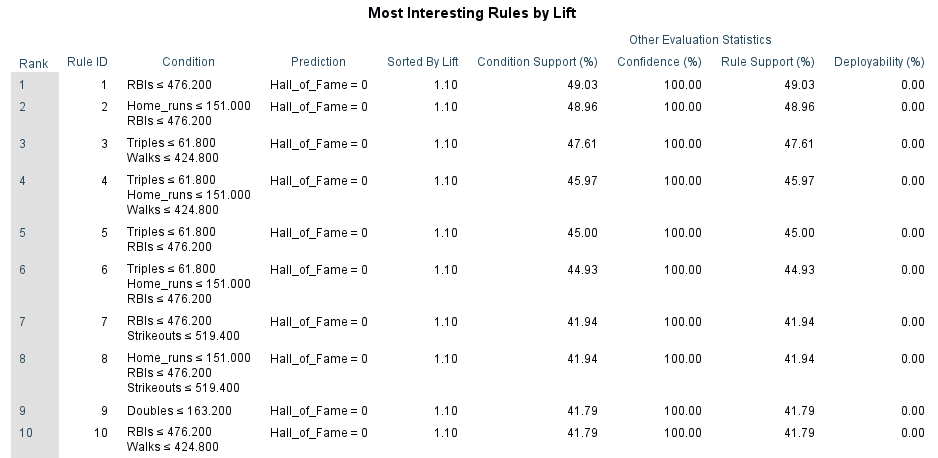 Most Interesting Rules by Lift
Other Evaluation Statistics
Rank Rule ID Condition Prediction Sorted By Lift Condition Support (%) Confidence (%) Rule Support (%) Deployability (%)
1 1 RBIs ≤ 476.200 Hall_of_Fame = 0 1.10 49.03 100.00 49.03 0.00
2 2 Home_runs ≤ 151.000 Hall_of_Fame = 0 1.10 48.96 100.00 48.96 0.00
RBIs ≤ 476.200
3 3 Triples ≤ 61.800 Hall_of_Fame = 0 1.10 47.61 100.00 47.61 0.00
Walks ≤ 424.800
4 4 Triples ≤ 61.800 Hall_of_Fame = 0 1.10 45.97 100.00 45.97 0.00
Home_runs ≤ 151.000
Walks ≤ 424.800
5 5 Triples ≤ 61.800 Hall_of_Fame = 0 1.10 45.00 100.00 45.00 0.00
RBIs ≤ 476.200
6 6 Triples ≤ 61.800 Hall_of_Fame = 0 1.10 44.93 100.00 44.93 0.00
Home_runs ≤ 151.000
RBIs ≤ 476.200
7 7 RBIs ≤ 476.200 Hall_of_Fame = 0 1.10 41.94 100.00 41.94 0.00
Strikeouts ≤ 519.400
8 8 Home_runs ≤ 151.000 Hall_of_Fame = 0 1.10 41.94 100.00 41.94 0.00
RBIs ≤ 476.200
Strikeouts ≤ 519.400
9 9 Doubles ≤ 163.200 Hall_of_Fame = 0 1.10 41.79 100.00 41.79 0.00
10 10 RBIs ≤ 476.200 Hall_of_Fame = 0 1.10 41.79 100.00 41.79 0.00
Walks ≤ 424.800